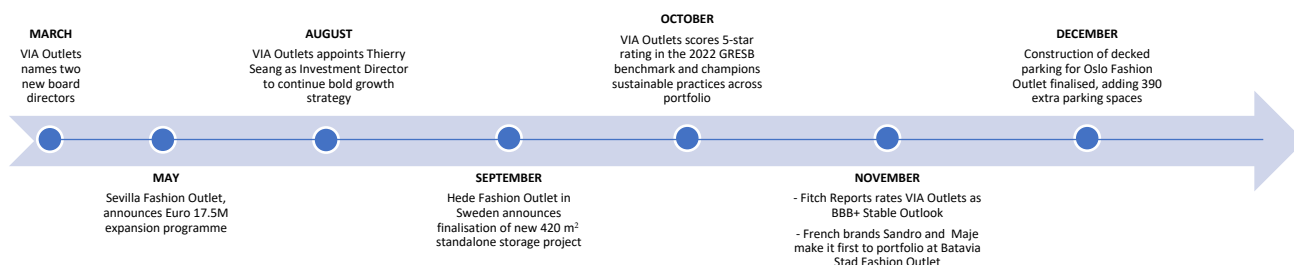 MARCH
VIA Outlets
names two
new board
directors
MAY
Sevilla Fashion Outlet,
announces Euro 17.5M
expansion programme
AUGUST
VIA Outlets appoints Thierry
Seang as Investment Director
to continue bold growth
strategy
SEPTEMBER
Hede Fashion Outlet in
Sweden announces
finalisation of new 420 m²
standalone storage project
OCTOBER
VIA Outlets scores 5-star
rating in the 2022 GRESB
benchmark and champions
sustainable practices across
portfolio
NOVEMBER
- Fitch Reports rates VIA Outlets as
BBB+ Stable Outlook
- French brands Sandro and Maje
make it first to portfolio at Batavia
Stad Fashion Outlet
DECEMBER
Construction of decked
parking for Oslo Fashion
Outlet finalised, adding 390
extra parking spaces